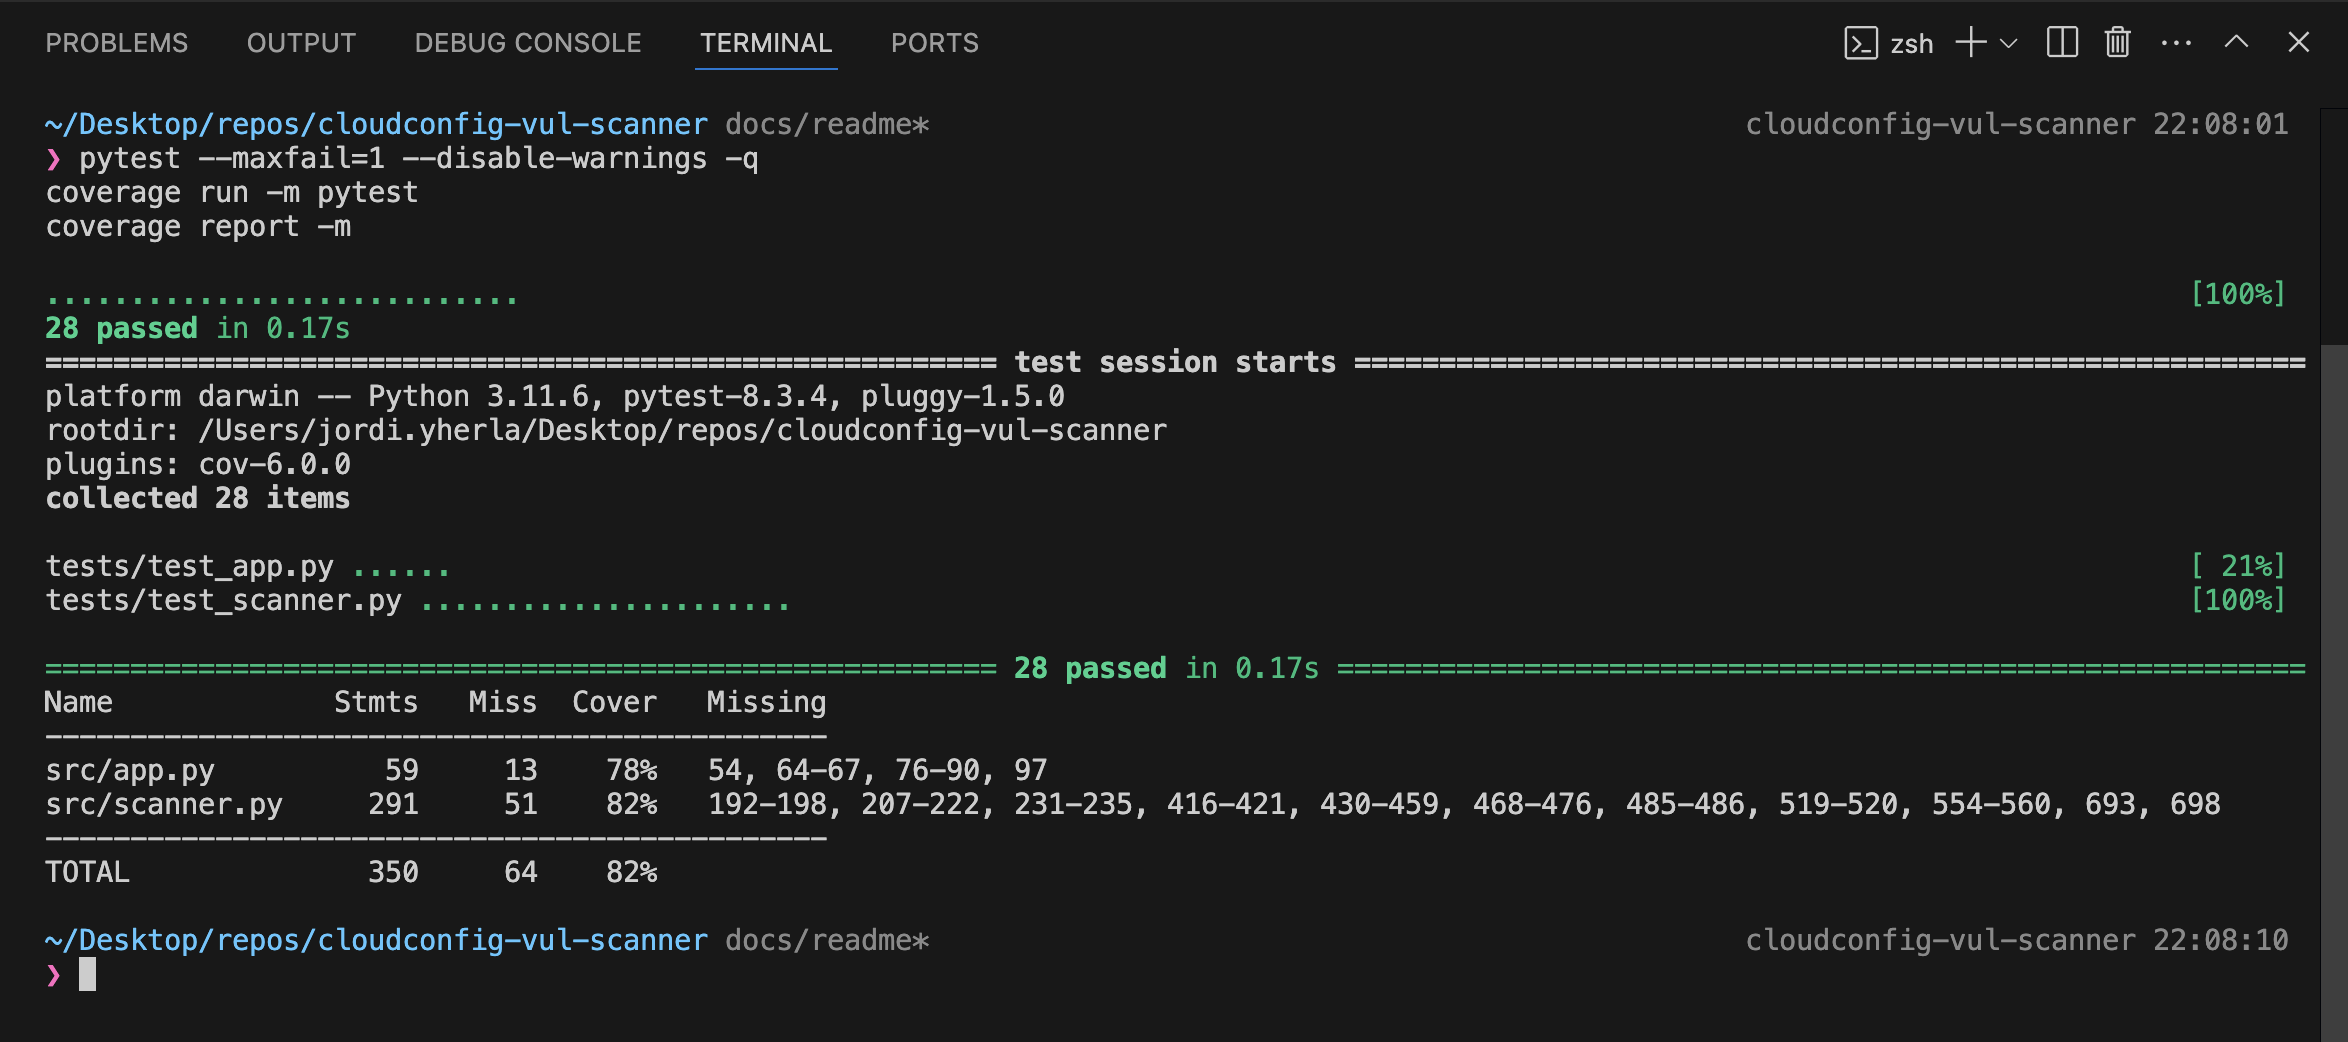 PROBLEMS OUTPUT DEBUG CONSOLE TERMINAL PORTS zsh
~/Desktop/repos/cloudconfig-vul-scanner docs/readme* cloudconfig-vul-scanner 22:08:01
❯ pytest --maxfail=1 --disable-warnings -q
coverage run -m pytest
coverage report -m
............................ [100%]
28 passed in 0.17s
======================================================== test session starts ========================================================
platform darwin -- Python 3.11.6, pytest-8.3.4, pluggy-1.5.0
rootdir: /Users/jordi.yherla/Desktop/repos/cloudconfig-vul-scanner
plugins: cov-6.0.0
collected 28 items
tests/test_app.py ...... [ 21%]
tests/test_scanner.py ...................... [100%]
======================================================== 28 passed in 0.17s =========================================================
Name Stmts Miss Cover Missing
----------------------------------------------
src/app.py 59 13 78% 54, 64-67, 76-90, 97
src/scanner.py 291 51 82% 192-198, 207-222, 231-235, 416-421, 430-459, 468-476, 485-486, 519-520, 554-560, 693, 698
----------------------------------------------
TOTAL 350 64 82%
~/Desktop/repos/cloudconfig-vul-scanner docs/readme* cloudconfig-vul-scanner 22:08:10
❯